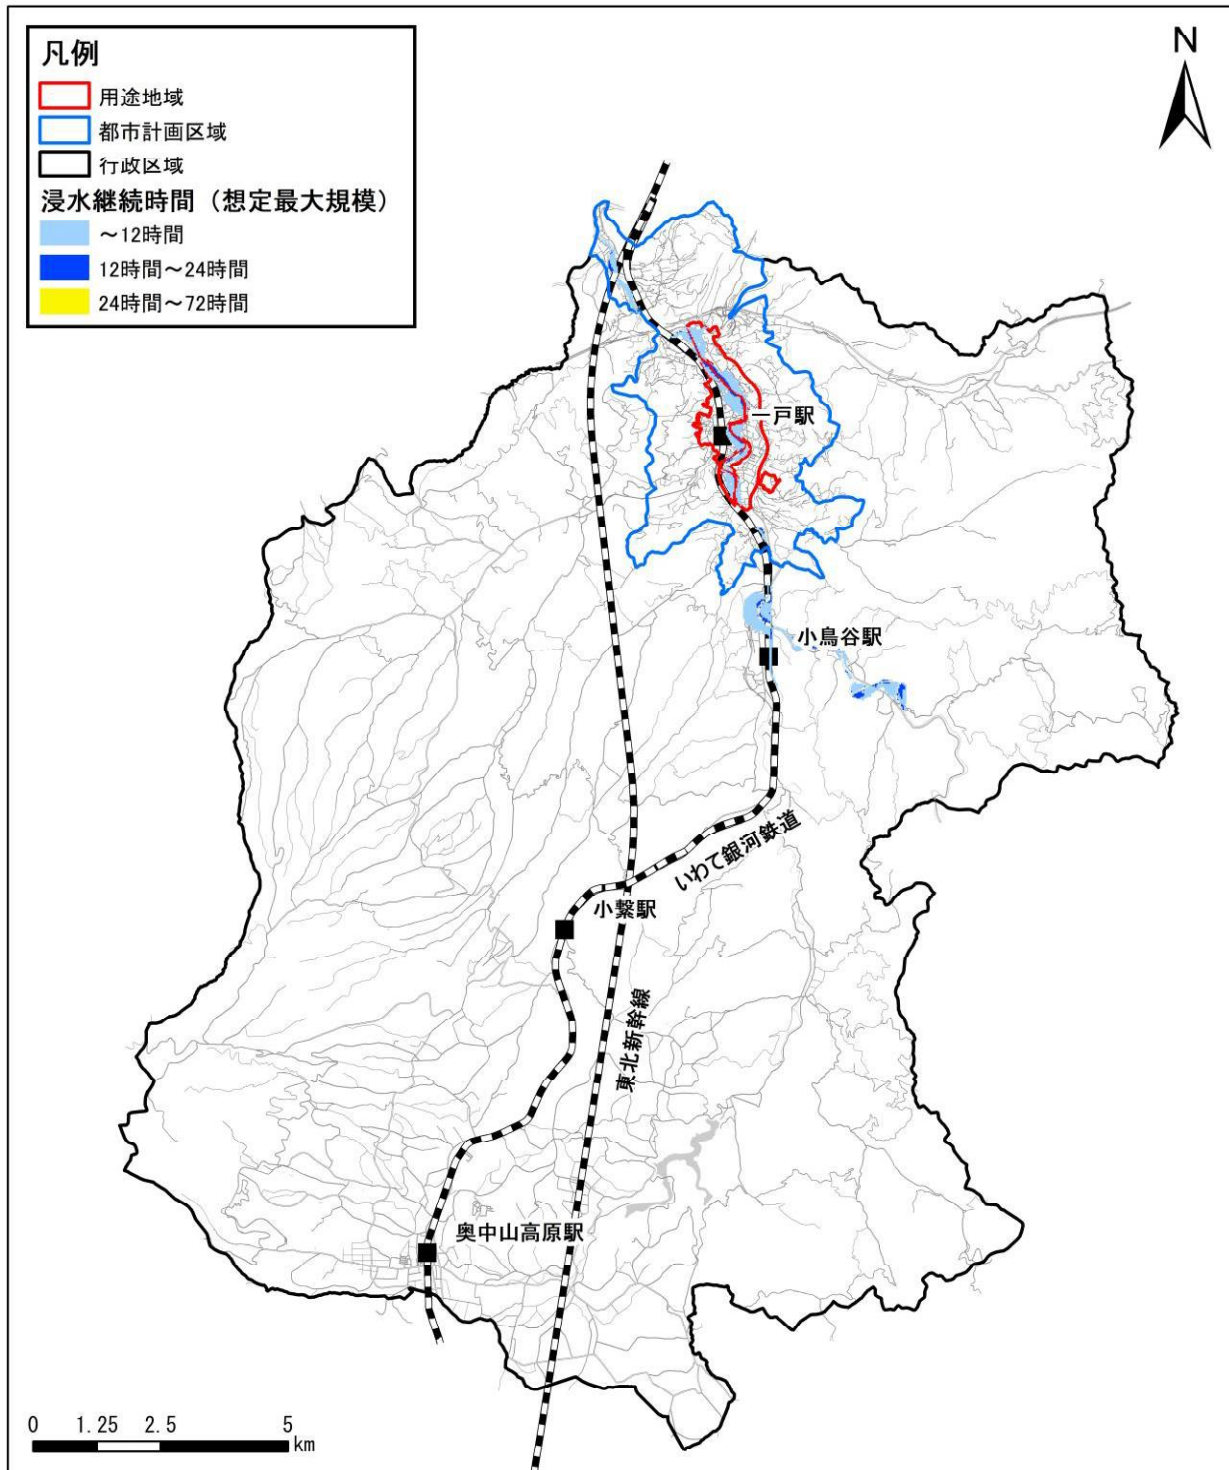 凡例
用途地域
都市計画区域
行政区域
浸水継続時間（想定最大規模）
～12時間
12時間～24時間
24時間～72時間
N
一戸駅
小鳥谷駅
いわて銀河鉄道
小繋駅
東北新幹線
奥中山高原駅
0 1.25 2.5 5
km